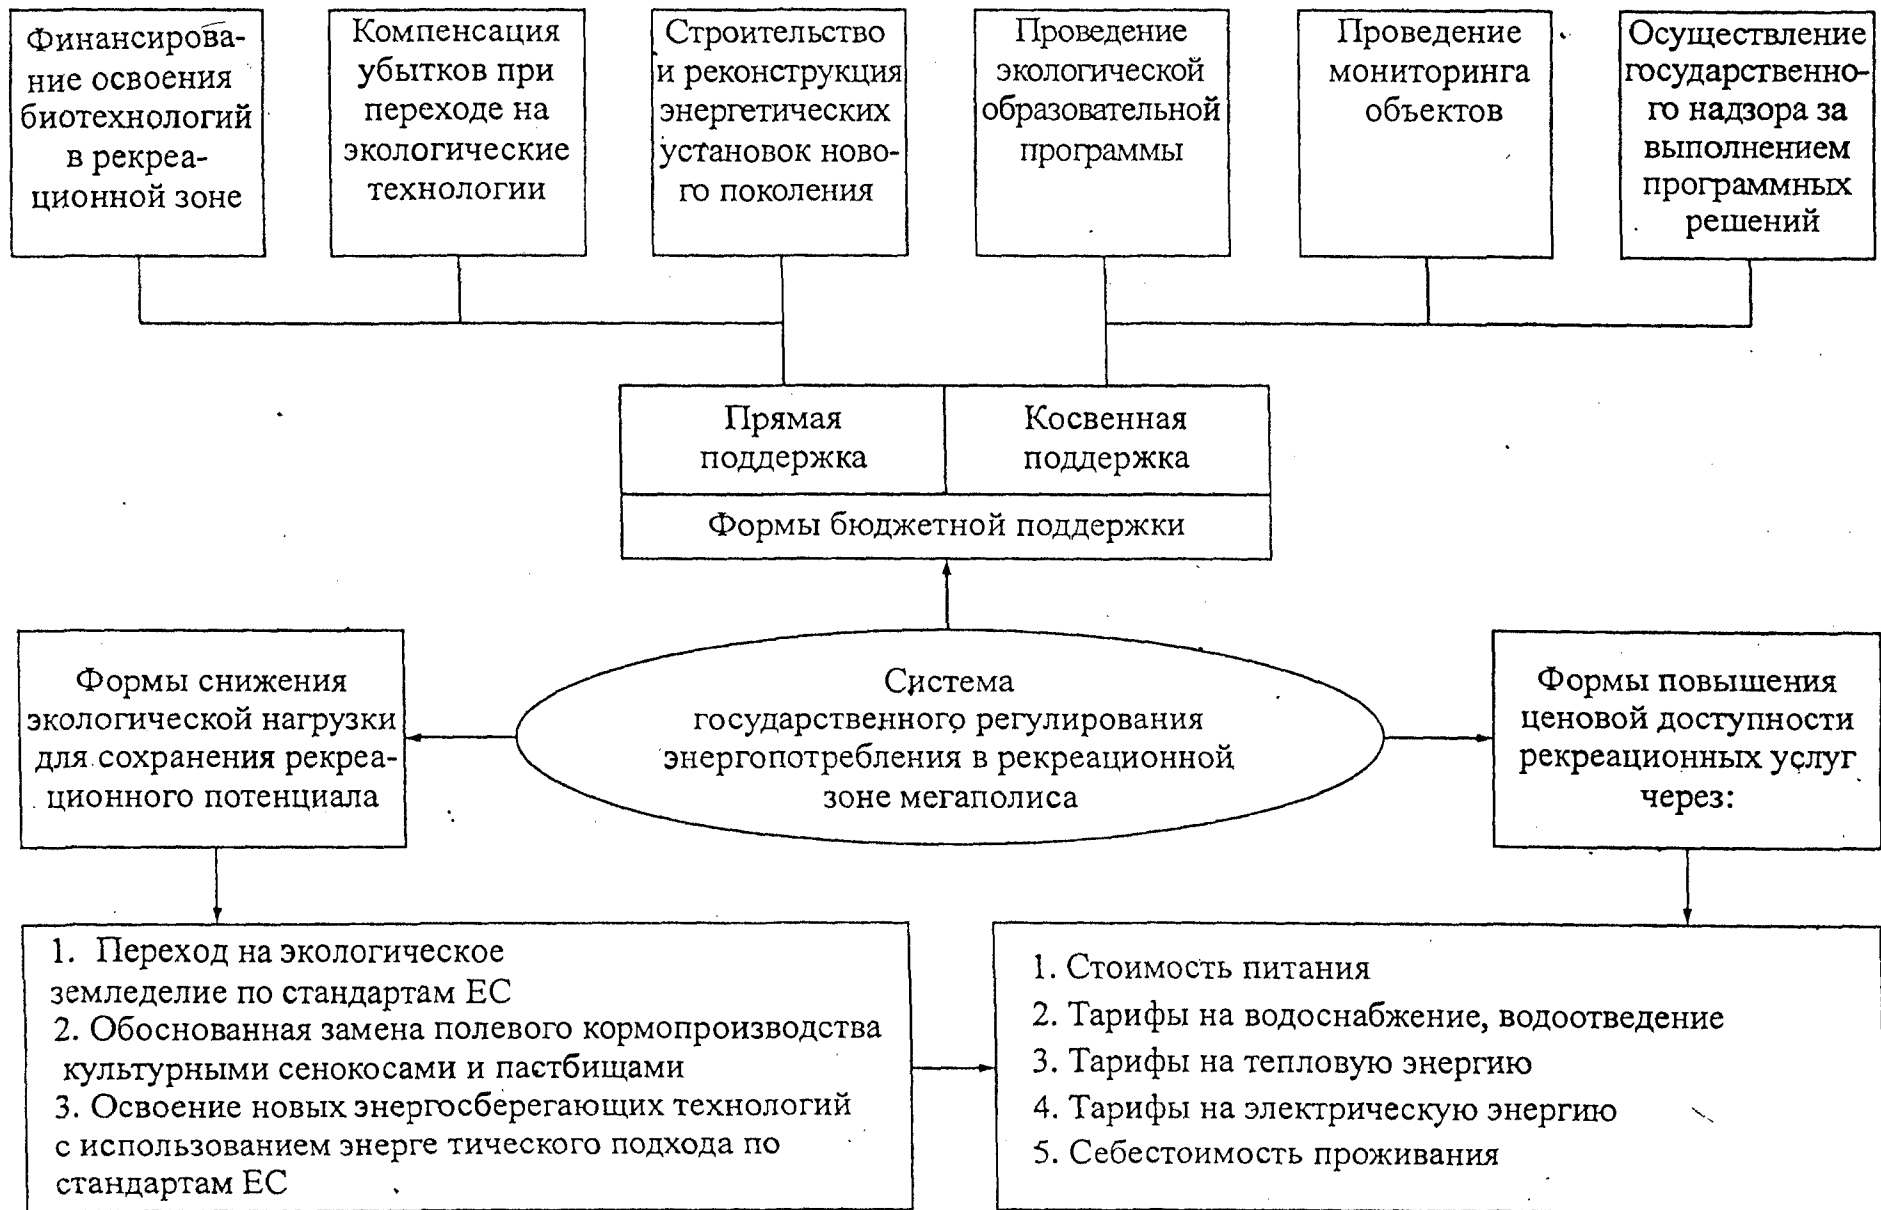 Финансирова-
ние освоения
биотехнологий
в рекреа-
ционной зоне
Компенсация
убытков при
переходе на
экологические
технологии
Строительство
и реконструкция
энергетических
установок ново-
го поколения
Проведение
экологической
образовательной
программы
Проведение
мониторинга
объектов
Осуществление
государственно-
го надзора за
выполнением
программных
решений
Прямая
поддержка
Косвенная
поддержка
Формы бюджетной поддержки
Формы снижения
экологической нагрузки
для сохранения рекреа-
ционного потенциала
Система
государственного регулирования
энергопотребления в рекреационной
зоне мегаполиса
Формы повышения
ценовой доступности
рекреационных услуг
через:
1. Переход на экологическое
земледелие по стандартам ЕС
2. Обоснованная замена полевого кормопроизводства
культурными сенокосами и пастбищами
3. Освоение новых энергосберегающих технологий
с использованием энерге тического подхода по
стандартам ЕС
1. Стоимость питания
2. Тарифы на водоснабжение, водоотведение
3. Тарифы на тепловую энергию
4. Тарифы на электрическую энергию
5. Себестоимость проживания